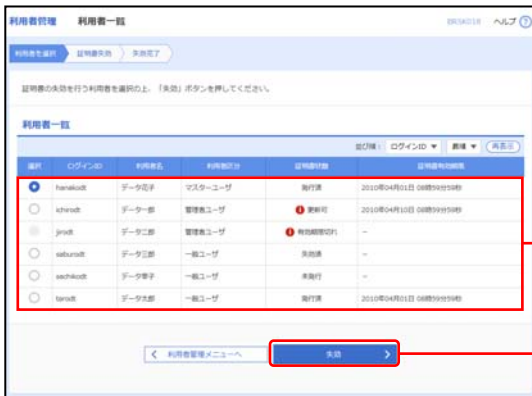 利用者管理 利用者一覧 BRSK018 ヘルプ ?
利用者を選択 証明書失効 失効完了
証明書の失効を行う利用者を選択の上、「失効」ボタンを押してください。
利用者一覧
並び順： ログインID ▼ 昇順 ▼ 再表示
選択 ログインID 利用者名 利用者区分 証明書状態 証明書有効期限
hanakodt データ花子 マスターユーザ 発行済 2010年04月01日 08時59分59秒
ichirodt データ一郎 管理者ユーザ 更新可 2010年04月10日 08時59分59秒
jirodt データ二郎 管理者ユーザ 有効期限切れ －
saburodt データ三郎 一般ユーザ 失効済 －
sachikodt データ幸子 一般ユーザ 未発行 －
tarodt データ太郎 一般ユーザ 発行済 2010年04月01日 08時59分59秒
利用者管理メニューへ 失効